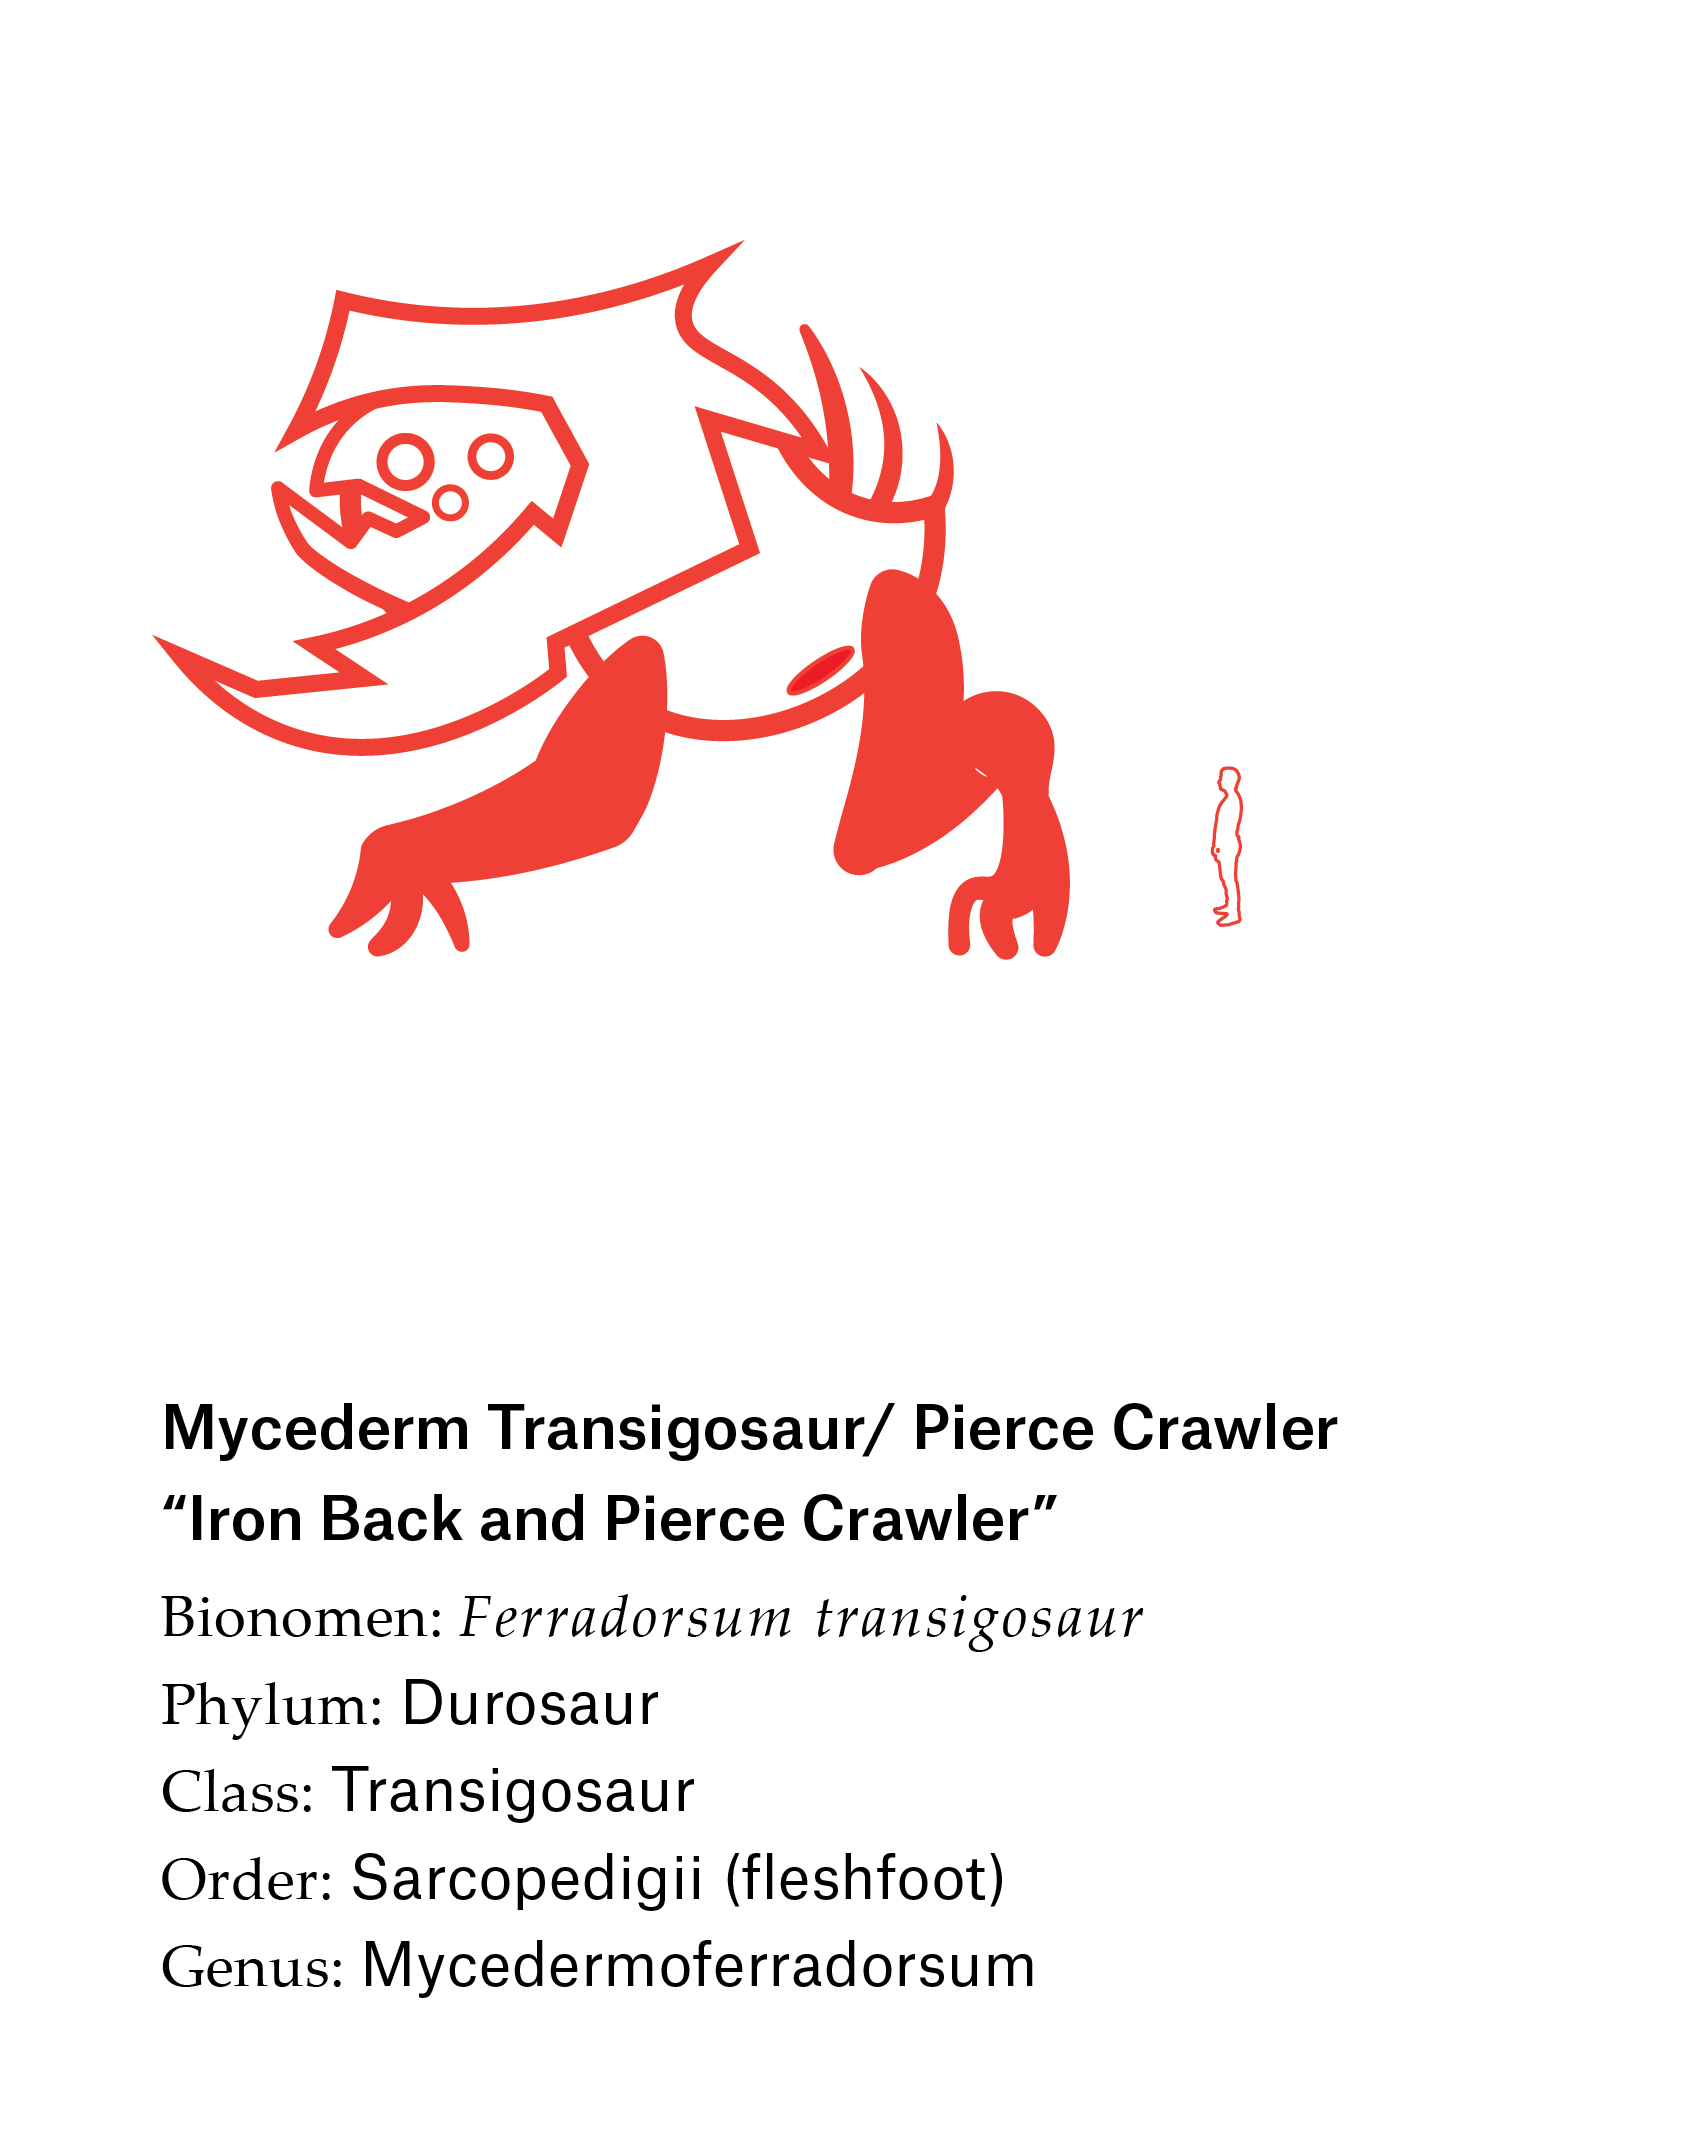 Mycederm Transigosaur/ Pierce Crawler
“Iron Back and Pierce Crawler”
Bionomen: Ferradorsum transigosaur
Phylum: Durosaur
Class: Transigosaur
Order: Sarcopedigii (fleshfoot)
Genus: Mycedermoferradorsum